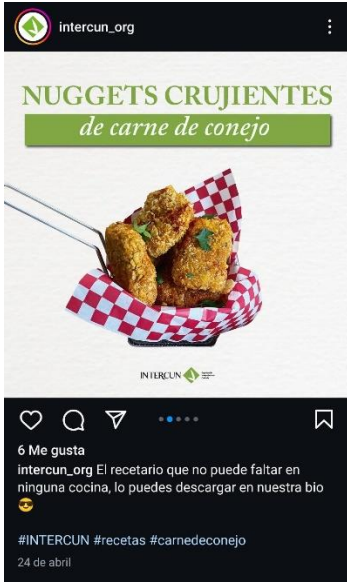 intercun_org
NUGGETS CRUJIENTES
de carne de conejo
INTERCUN
6 Me gusta
intercun_org El recetario que no puede faltar en
ninguna cocina, lo puedes descargar en nuestra bio
😎
#INTERCUN #recetas #carnedeconejo
24 de abril